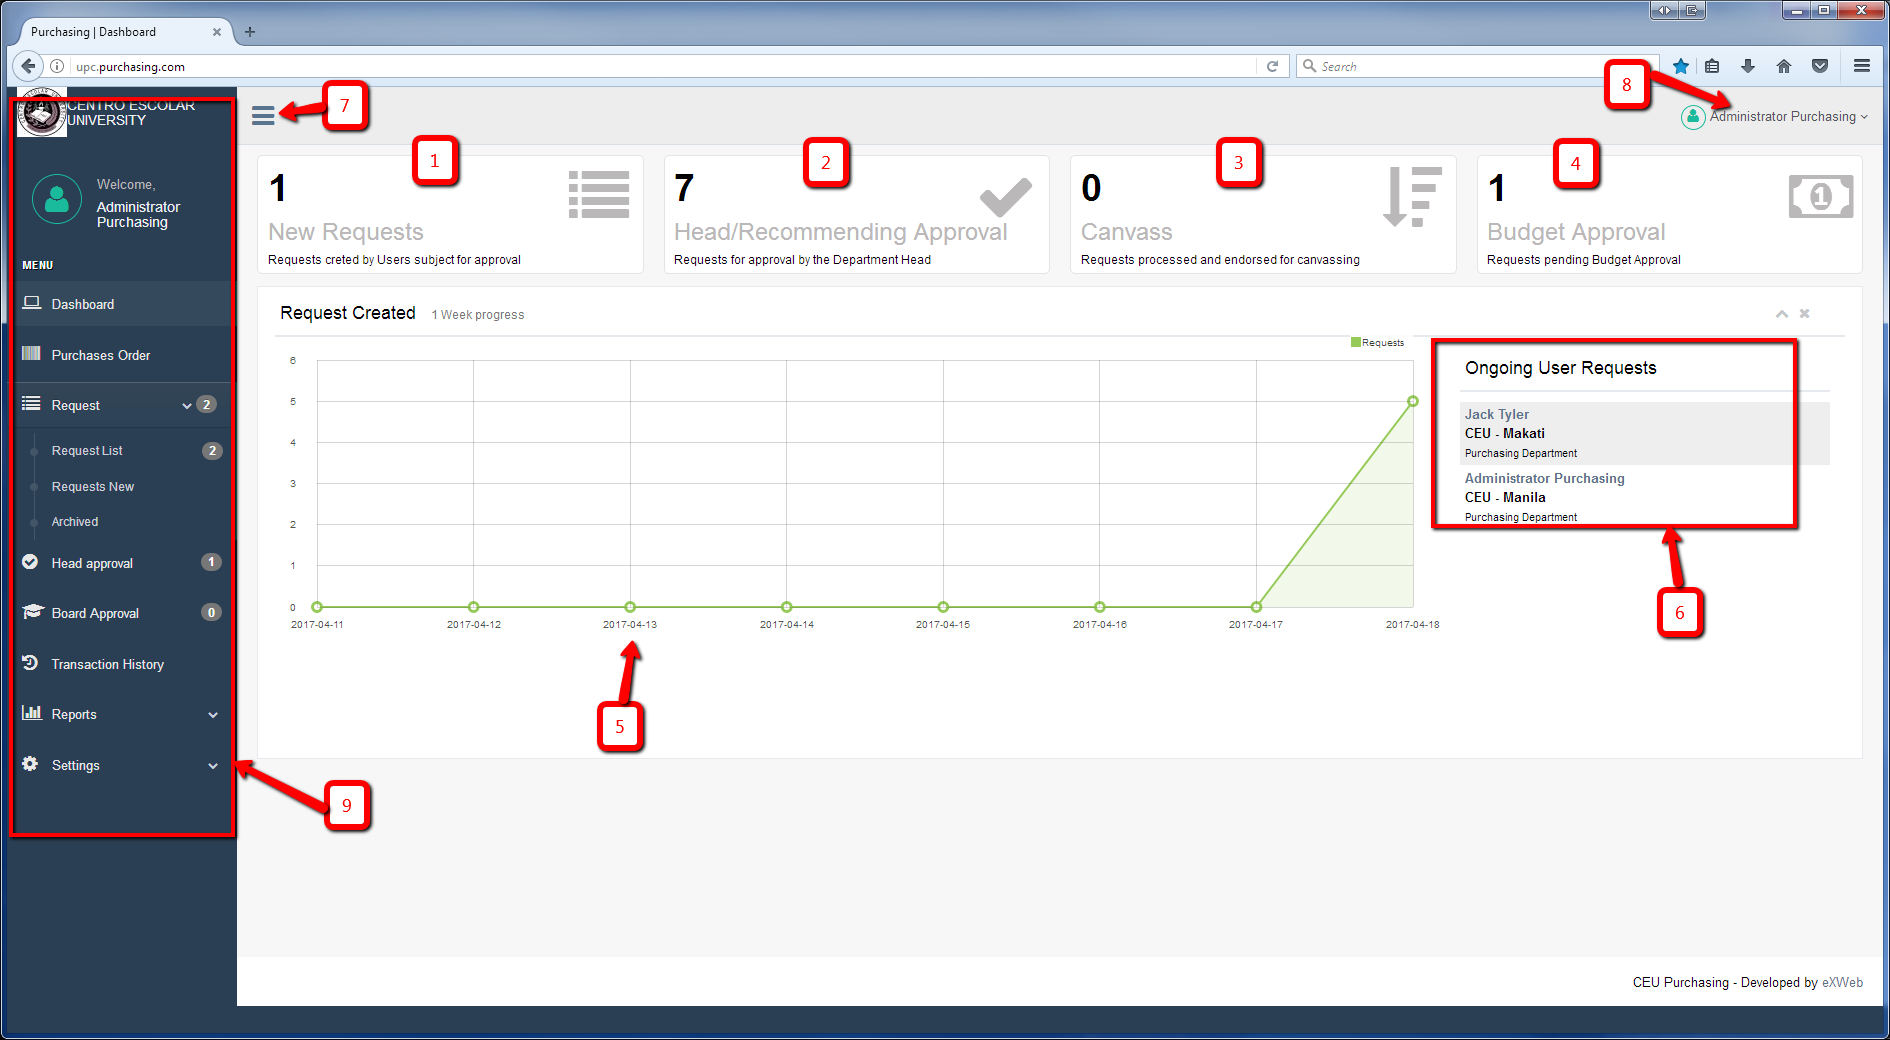 Purchasing | Dashboard
upc.purchasing.com
Search
CENTRO ESCOLAR
UNIVERSITY
7
8
Administrator Purchasing
Welcome,
Administrator
Purchasing
MENU
Dashboard
Purchases Order
Request 2
Request List 2
Requests New
Archived
Head approval 1
Board Approval 0
Transaction History
Reports
Settings
9
1
1
New Requests
Requests creted by Users subject for approval
2
7
Head/Recommending Approval
Requests for approval by the Department Head
3
0
Canvass
Requests processed and endorsed for canvassing
4
1
1
Budget Approval
Requests pending Budget Approval
Request Created 1 Week progress
Requests
6
5
4
3
2
1
0
2017-04-11 2017-04-12 2017-04-13 2017-04-14 2017-04-15 2017-04-16 2017-04-17 2017-04-18
5
Ongoing User Requests
Jack Tyler
CEU - Makati
Purchasing Department
Administrator Purchasing
CEU - Manila
Purchasing Department
6
CEU Purchasing - Developed by eXWeb